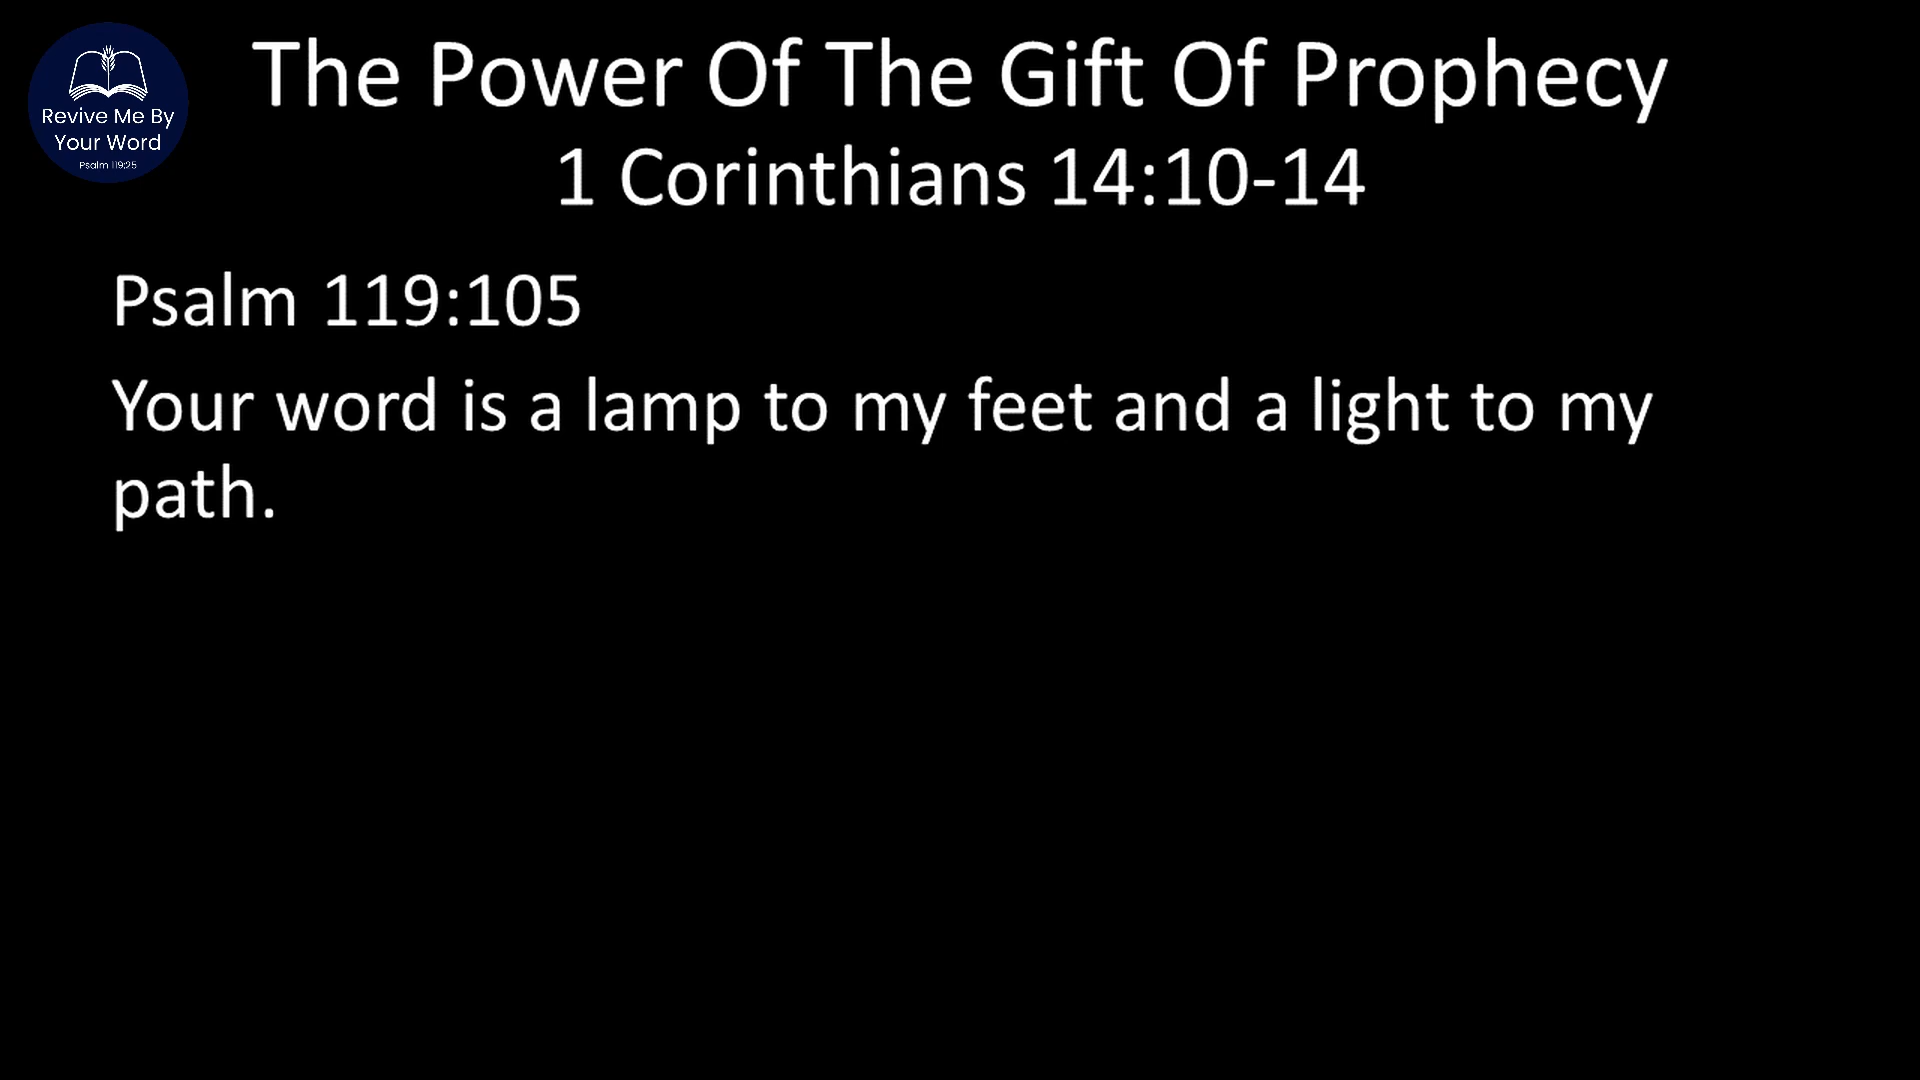 Revive Me By
Your Word
Psalm 119:25
The Power Of The Gift Of Prophecy
1 Corinthians 14:10-14
Psalm 119:105
Your word is a lamp to my feet and a light to my
path.